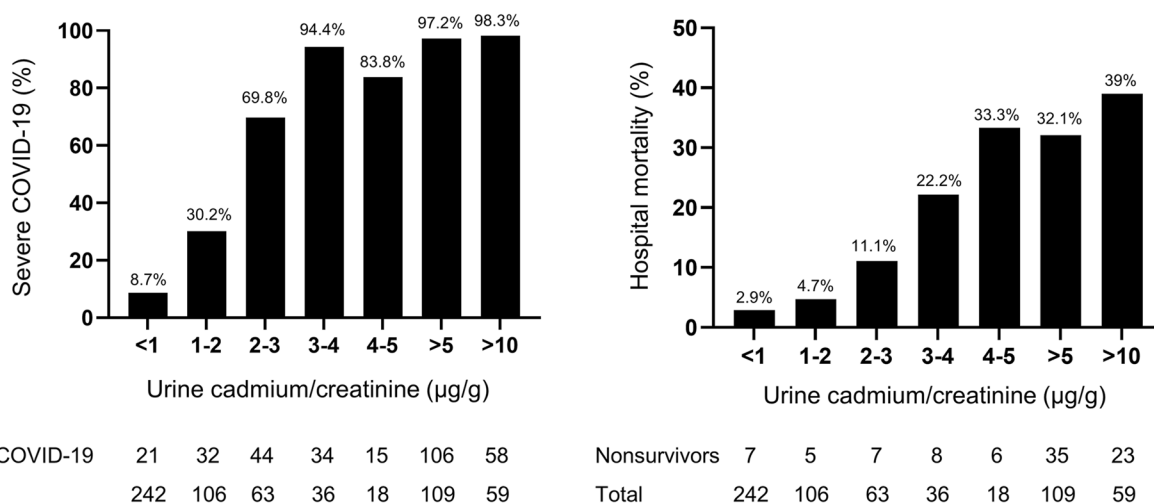 Severe COVID-19 (%)
100
80
60
40
20
0
8.7%
30.2%
69.8%
94.4%
83.8%
97.2%
98.3%
<1 1-2 2-3 3-4 4-5 >5 >10
Urine cadmium/creatinine (µg/g)
COVID-19 21 32 44 34 15 106 58
242 106 63 36 18 109 59
Hospital mortality (%)
50
40
30
20
10
0
2.9%
4.7%
11.1%
22.2%
33.3%
32.1%
39%
<1 1-2 2-3 3-4 4-5 >5 >10
Urine cadmium/creatinine (µg/g)
Nonsurvivors 7 5 7 8 6 35 23
Total 242 106 63 36 18 109 59